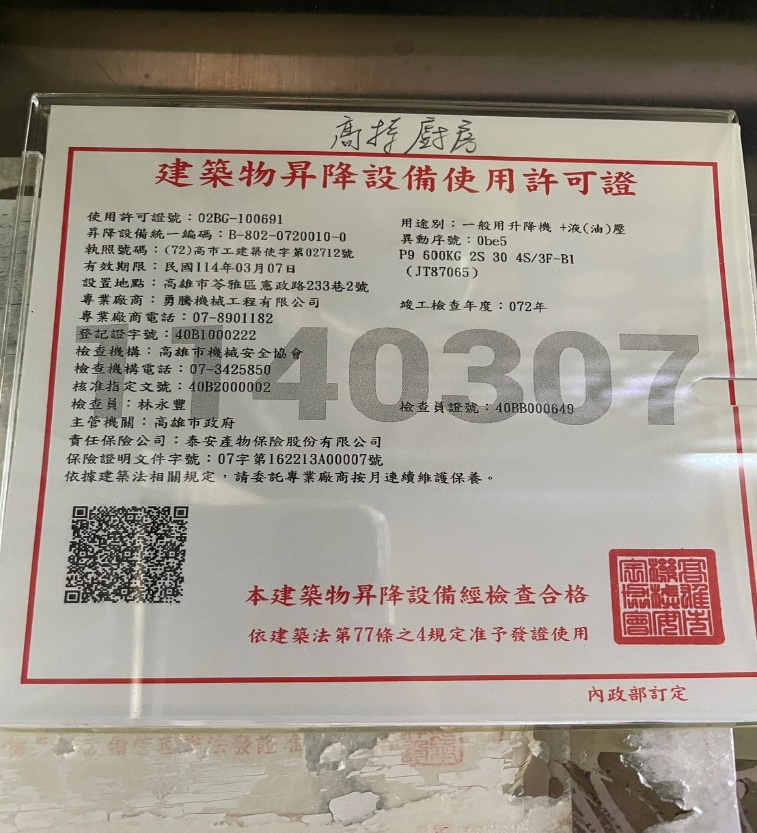 高梓廚房
建築物昇降設備使用許可證
使用許可證號：02BG-100691
昇降設備統一編碼：B-802-0720010-0
執照號碼：(72)高市工建築使字第02712號
有效期限：民國114年03月07日
設置地點：高雄市苓雅區憲政路233巷2號
專業廠商：勇騰機械工程有限公司
專業廠商電話：07-8901182
登記證字號：40B1000222
檢查機構：高雄市機械安全協會
檢查機構電話：07-3425850
核准指定文號：40B2000002
檢查員：林永豐
主管機關：高雄市政府
責任保險公司：泰安產物保險股份有限公司
保險證明文件字號：07字第162213A00007號
依據建築法相關規定，請委託專業廠商按月連續維護保養。
用途別：一般用升降機 +液(油)壓
異動序號：0be5
P9 600KG 2S 30 4S/3F-B1
(JT87065)
竣工檢查年度：072年
檢查員證號：40BB000649
1140307
本建築物昇降設備經檢查合格
依建築法第77條之4規定准予發證使用
內政部訂定